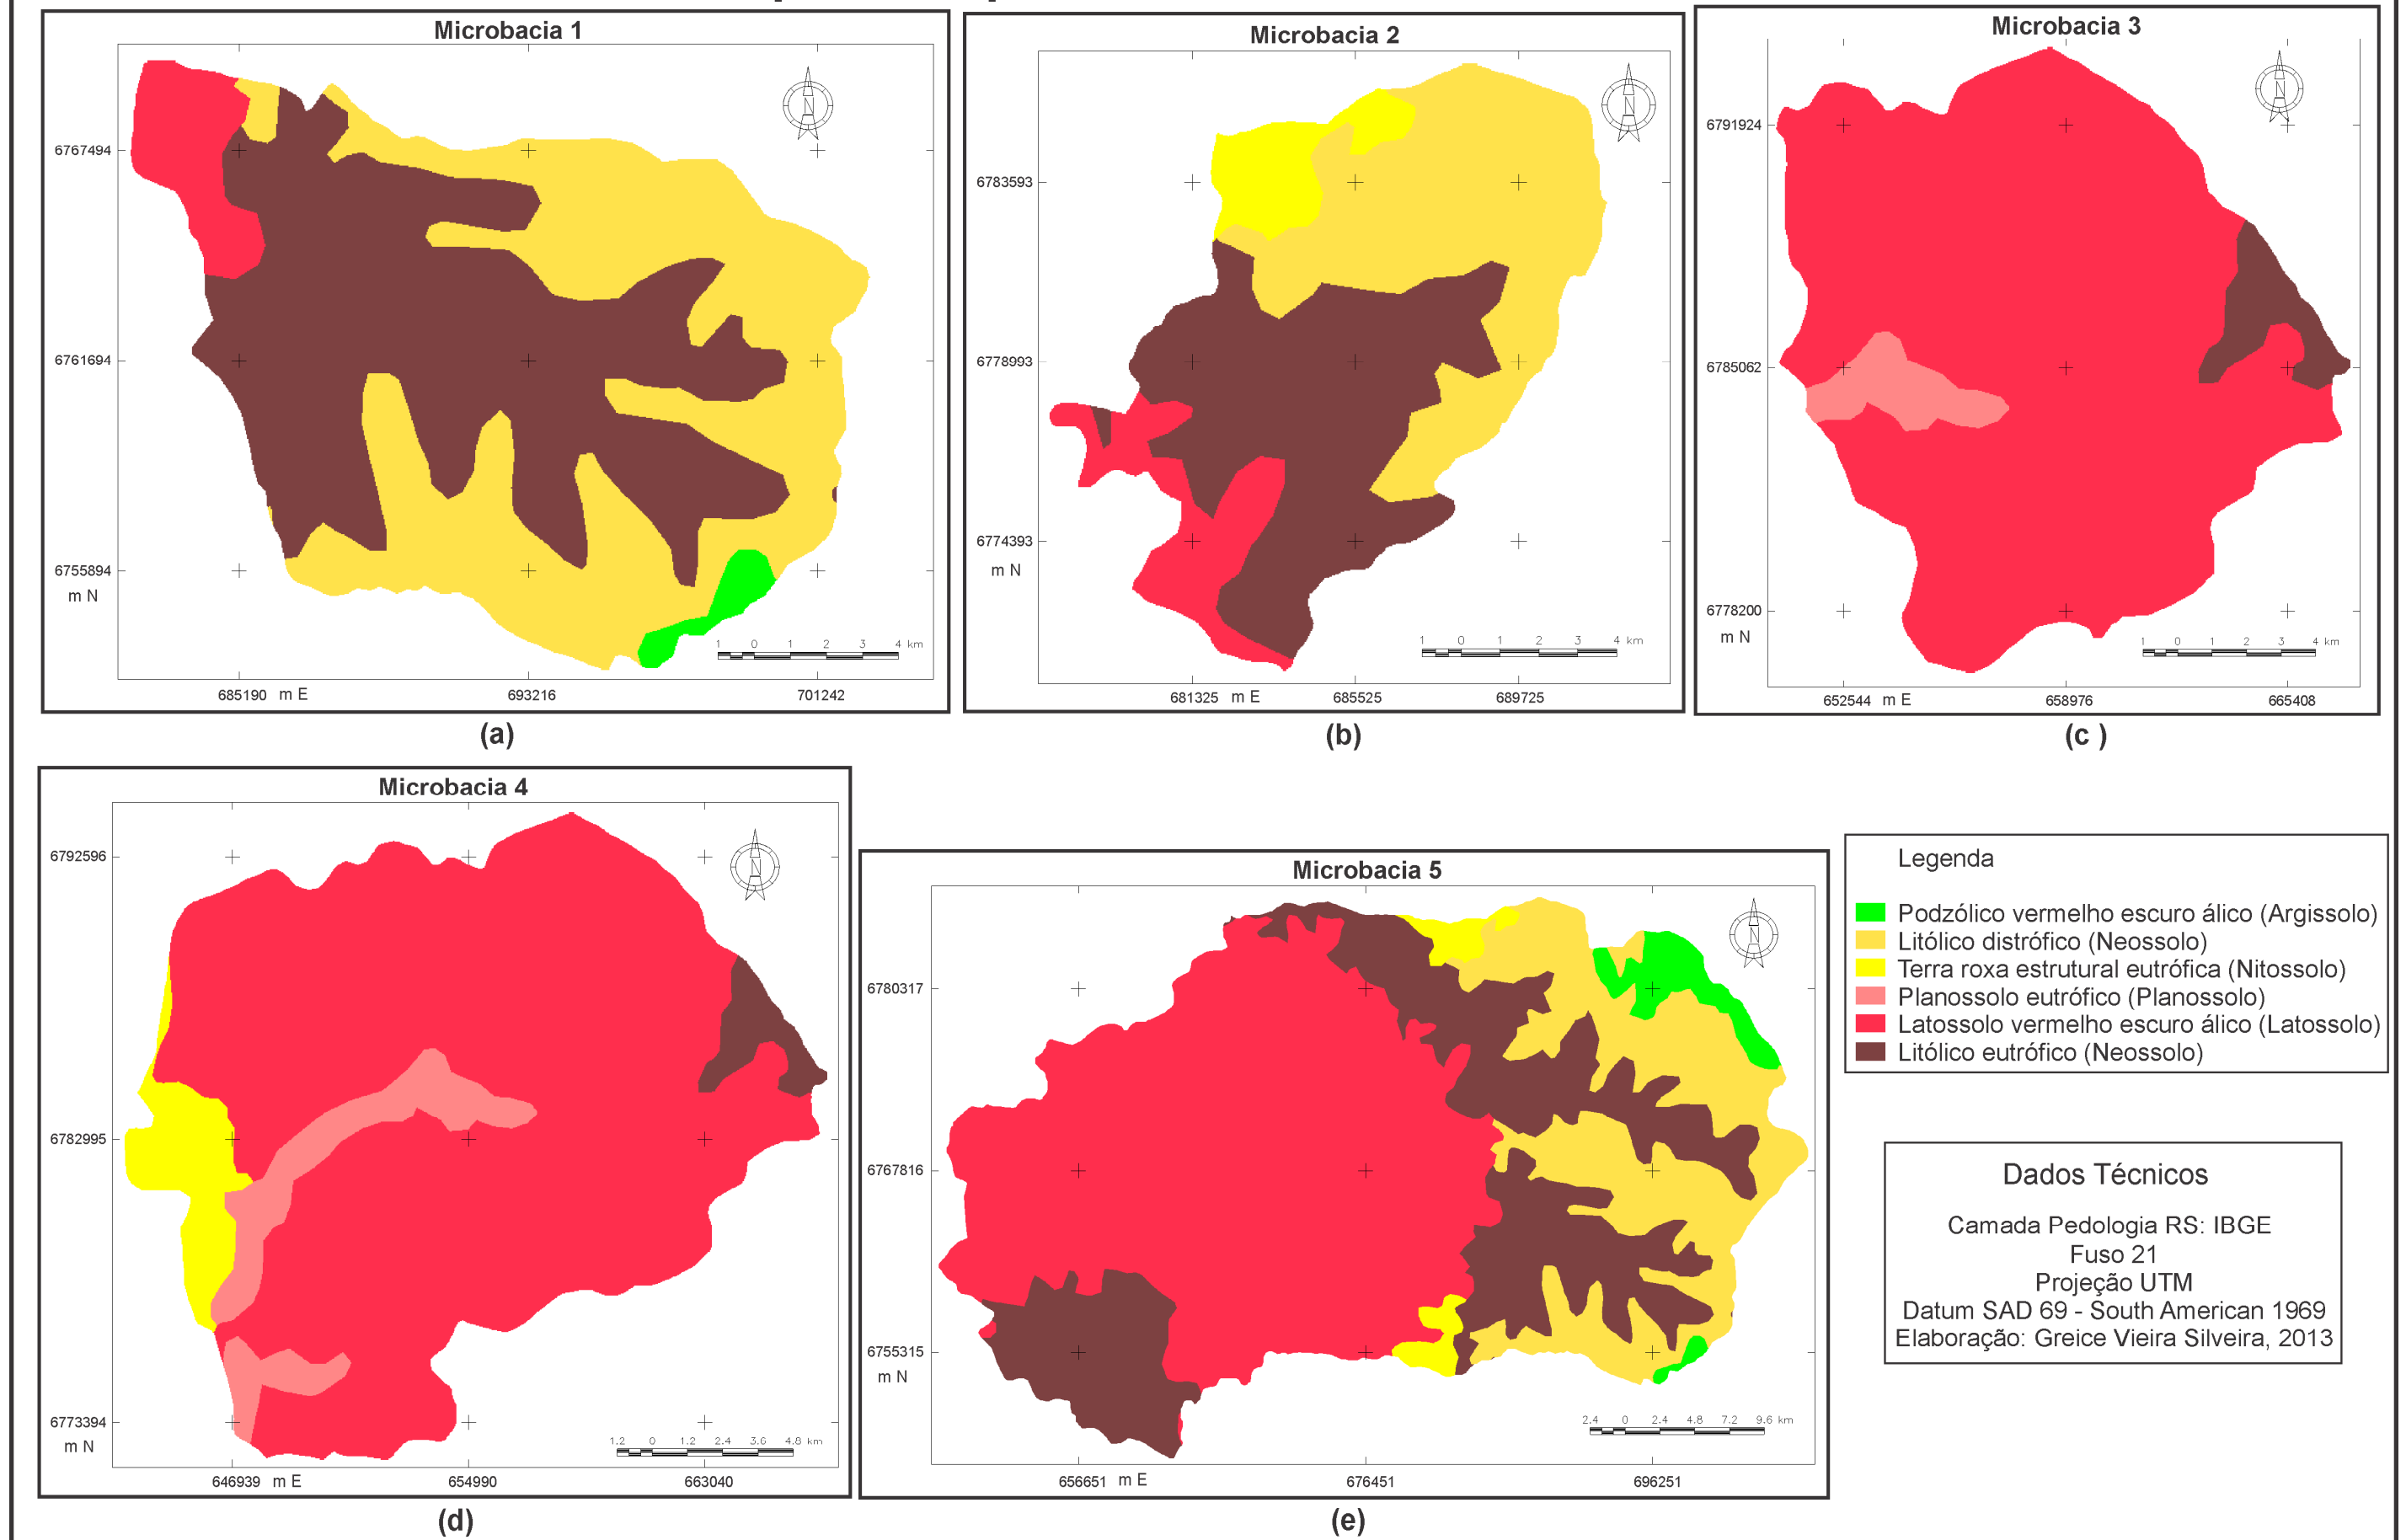 Microbacia 1
N
6767494
6761694
6755894
m N
1 0 1 2 3 4 km
685190 m E 693216 701242
(a)
Microbacia 2
N
6783593
6778993
6774393
m N
1 0 1 2 3 4 km
681325 m E 685525 689725
(b)
Microbacia 3
N
6791924
6785062
6778200
m N
1 0 1 2 3 4 km
652544 m E 658976 665408
(c )
Microbacia 4
N
6792596
6782995
6773394
m N
1.2 0 1.2 2.4 3.6 4.8 km
646939 m E 654990 663040
(d)
Microbacia 5
N
6780317
6767816
6755315
m N
2.4 0 2.4 4.8 7.2 9.6 km
656651 m E 676451 696251
(e)
Legenda
Podzólico vermelho escuro álico (Argissolo)
Litólico distrófico (Neossolo)
Terra roxa estrutural eutrófica (Nitossolo)
Planossolo eutrófico (Planossolo)
Latossolo vermelho escuro álico (Latossolo)
Litólico eutrófico (Neossolo)
Dados Técnicos
Camada Pedologia RS: IBGE
Fuso 21
Projeção UTM
Datum SAD 69 - South American 1969
Elaboração: Greice Vieira Silveira, 2013